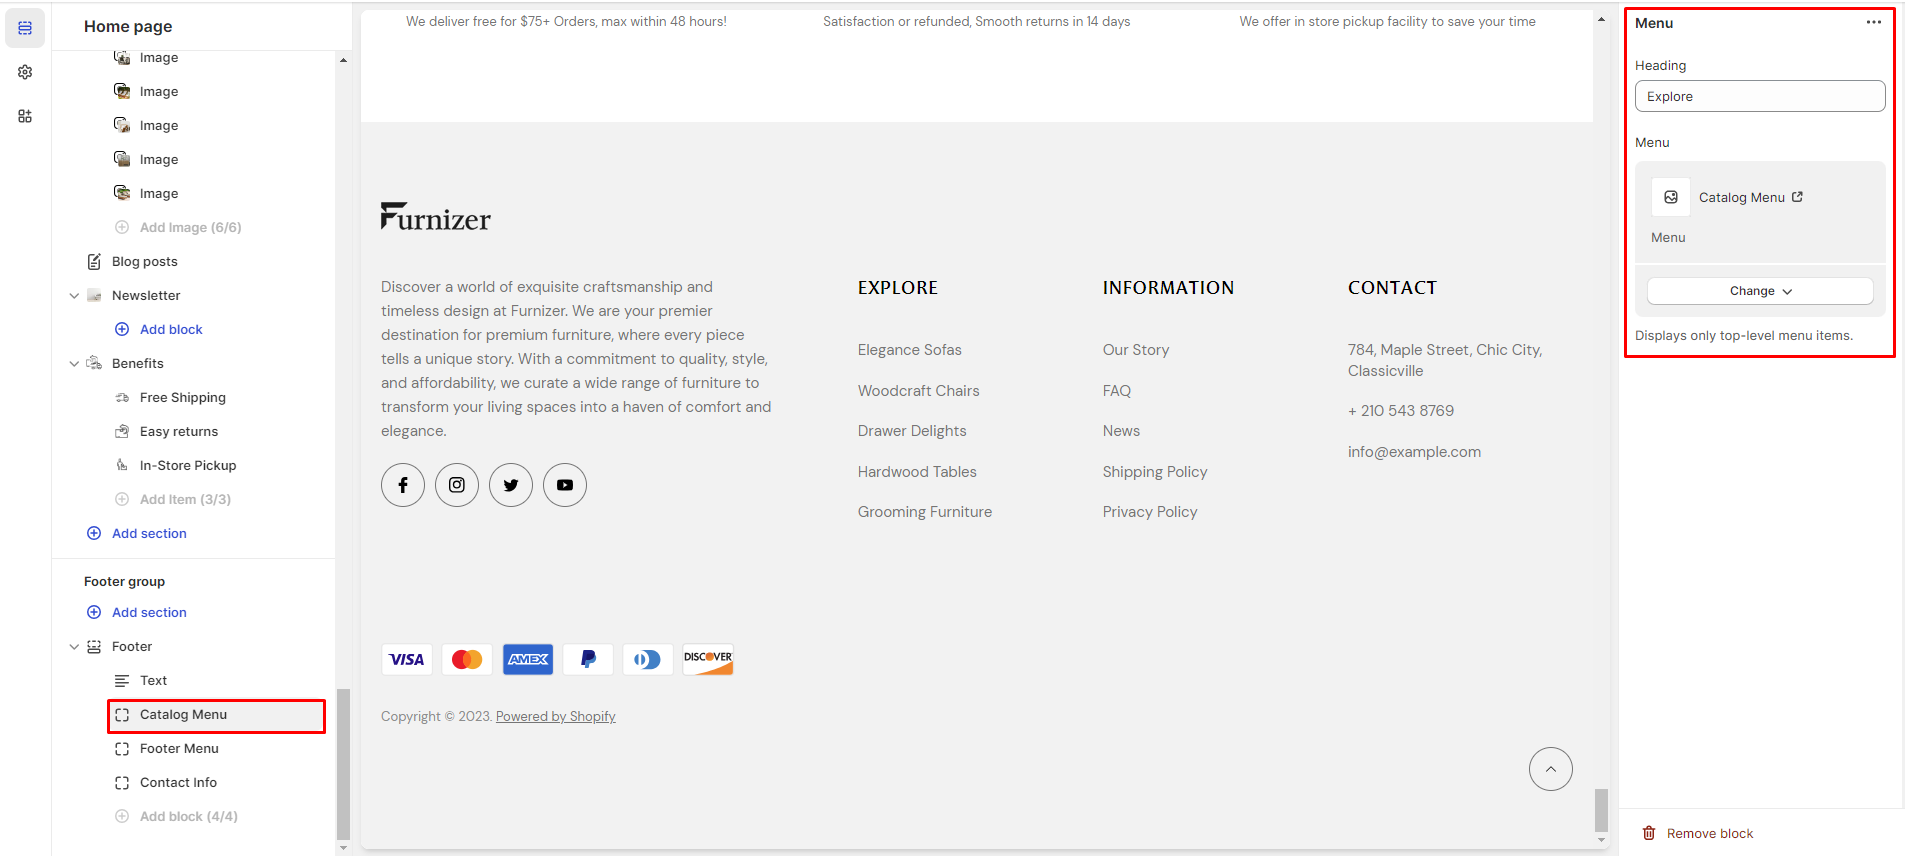 Home page
Image
Image
Image
Image
Image
Add Image (6/6)
Blog posts
Newsletter
Add block
Benefits
Free Shipping
Easy returns
In-Store Pickup
Add Item (3/3)
Add section
Footer group
Add section
Footer
Text
Catalog Menu
Footer Menu
Contact Info
Add block (4/4)
We deliver free for $75+ Orders, max within 48 hours!
Satisfaction or refunded, Smooth returns in 14 days
We offer in store pickup facility to save your time
Furnizer
Discover a world of exquisite craftsmanship and
timeless design at Furnizer. We are your premier
destination for premium furniture, where every piece
tells a unique story. With a commitment to quality, style,
and affordability, we curate a wide range of furniture to
transform your living spaces into a haven of comfort and
elegance.
EXPLORE
Elegance Sofas
Woodcraft Chairs
Drawer Delights
Hardwood Tables
Grooming Furniture
INFORMATION
Our Story
FAQ
News
Shipping Policy
Privacy Policy
CONTACT
784, Maple Street, Chic City,
Classicville
+ 210 543 8769
info@example.com
VISA
AMEX
DISCOVER
Copyright © 2023. Powered by Shopify
Menu
Heading
Explore
Menu
Catalog Menu
Menu
Change
Displays only top-level menu items.
Remove block